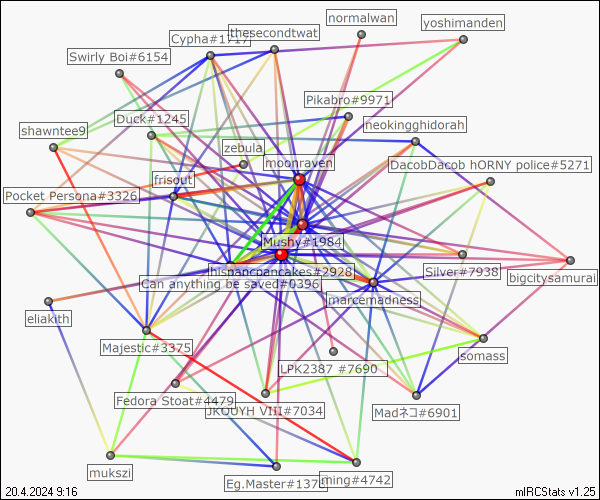 normalwan
yoshimanden
thesecondtwat
Cypha#1717
Swirly Boi#6154
Pikabro#9971
Duck#1245
neokingghidorah
shawntee9
zebula
moonraven
DacobDacob hORNY police#5271
frisout
Pocket Persona#3326
Mushy#1984
hispanicpancakes#2928
Silver#7938
bigcitysamurai
Can anything be saved#0396
marcemadness
eliakith
Majestic#3375
somass
LPK2387 #7690
Fedora Stoat#4479
JKQUYH VIII#7034
Madネコ#6901
mukszi
Eg.Master#1370
ming#4742
20.4.2024 9:16
mIRCStats v1.25